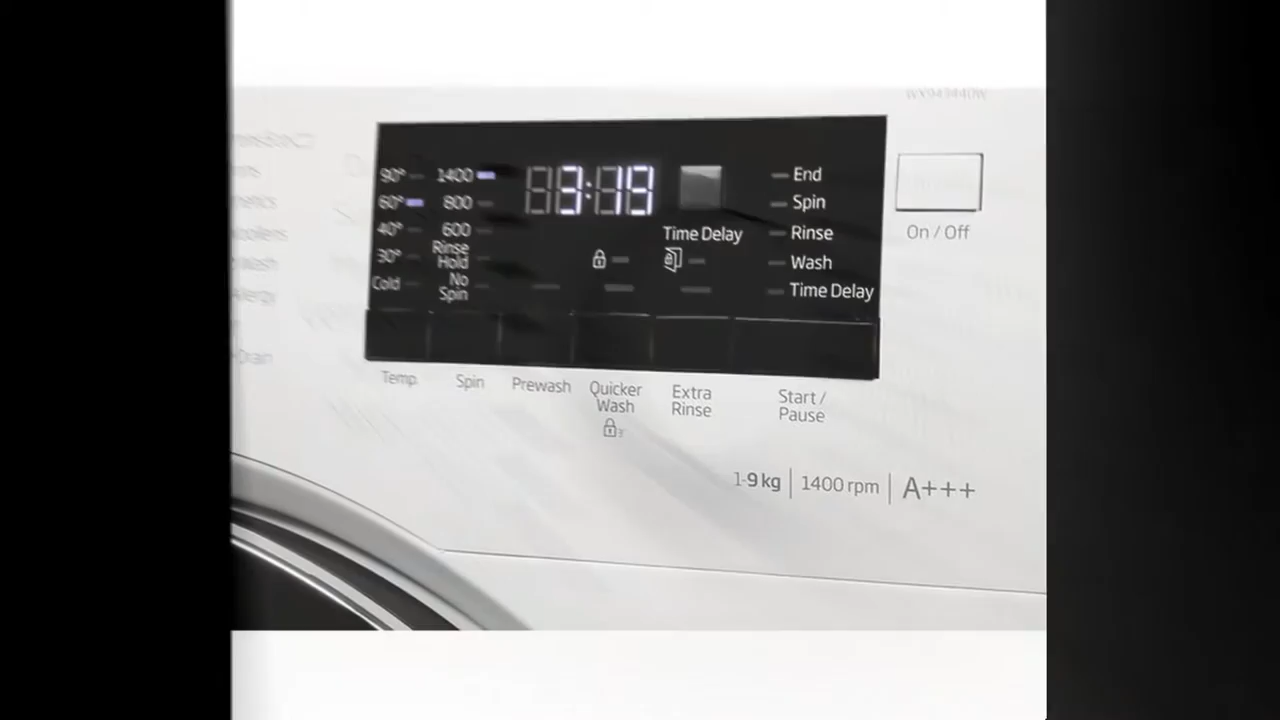 90° 1400 3:19 End
60° 800 Spin
40° 600 Time Delay Rinse On / Off
30° Rinse Hold Wash
Cold No Spin Time Delay
Temp Spin Prewash Quicker Wash Extra Rinse Start / Pause
1-9 kg 1400 rpm A+++